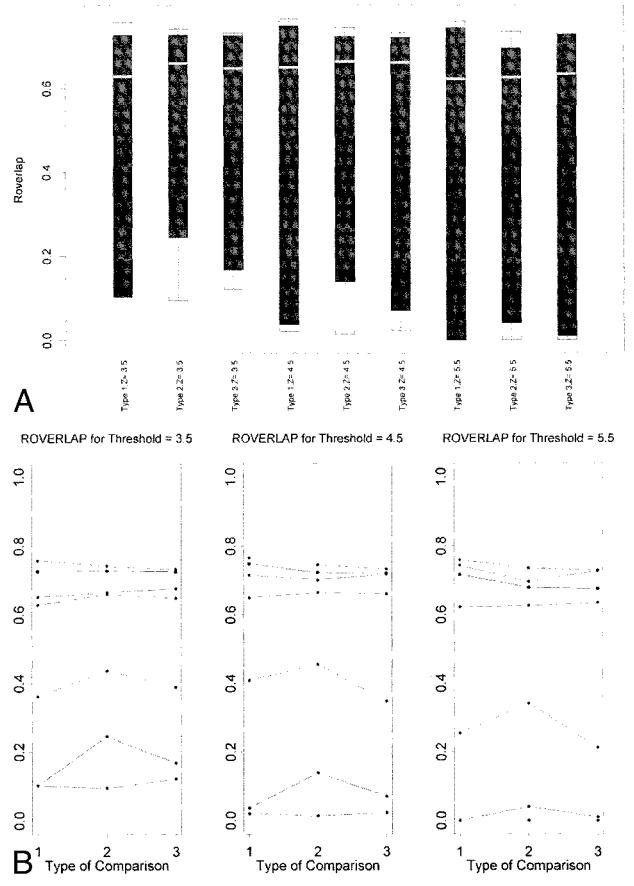 0.6
0.4
0.2
0.0
Roverlap
Type 1,Z= 3.5
Type 2,Z= 3.5
Type 3,Z= 3.5
Type 1,Z= 4.5
Type 2,Z= 4.5
Type 3,Z= 4.5
Type 1,Z= 5.5
Type 2,Z= 5.5
Type 3,Z= 5.5
A
ROVERLAP for Threshold = 3.5
ROVERLAP for Threshold = 4.5
ROVERLAP for Threshold = 5.5
1.0
0.8
0.6
0.4
0.2
0.0
1.0
0.8
0.6
0.4
0.2
0.0
1.0
0.8
0.6
0.4
0.2
0.0
1 2 3
1 2 3
1 2 3
B
Type of Comparison
Type of Comparison
Type of Comparison